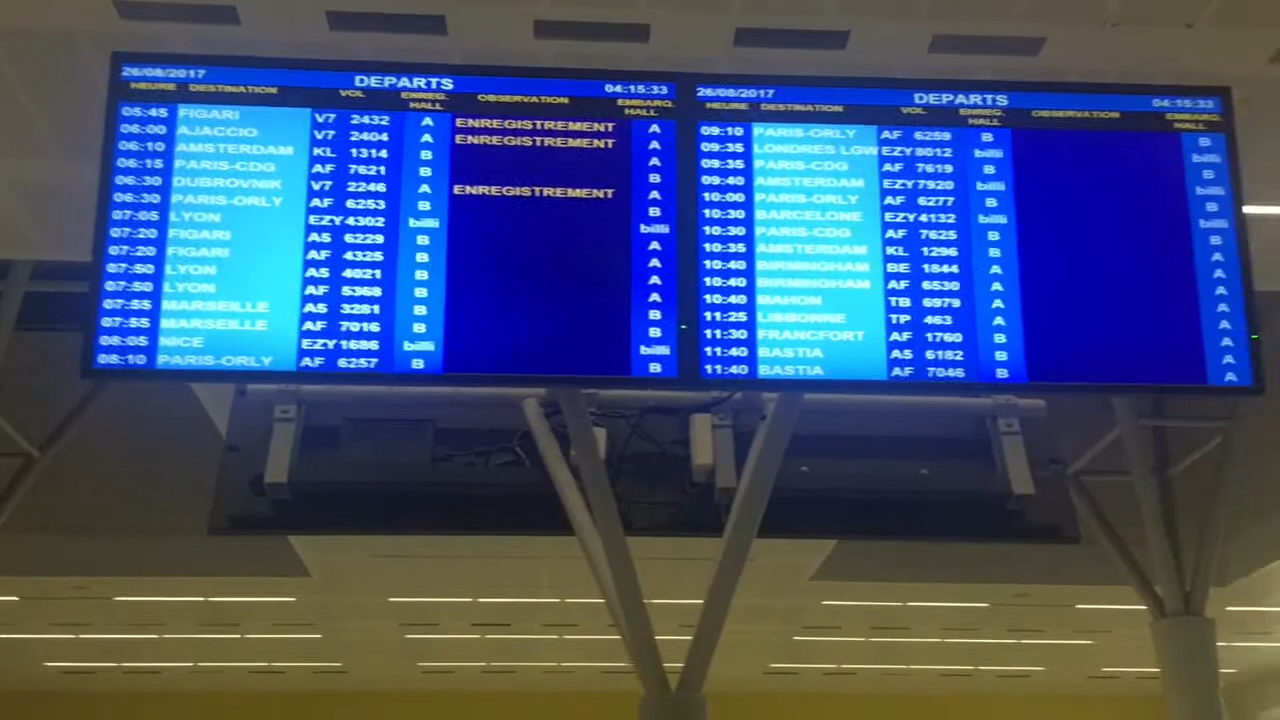 26/08/2017 DEPARTS 04:15:33
HEURE DESTINATION VOL ENREG. HALL OBSERVATION EMBARQ. HALL
05:45 FIGARI V7 2432 A ENREGISTREMENT A
06:00 AJACCIO V7 2404 A ENREGISTREMENT A
06:10 AMSTERDAM KL 1314 B A
06:15 PARIS-CDG AF 7621 B B
06:30 DUBROVNIK V7 2246 A ENREGISTREMENT A
06:30 PARIS-ORLY AF 6253 B B
07:05 LYON EZY4302 billi billi
07:20 FIGARI A5 6229 B A
07:20 FIGARI AF 4325 B A
07:50 LYON A5 4021 B A
07:50 LYON AF 5368 B A
07:55 MARSEILLE A5 3281 B B
07:55 MARSEILLE AF 7016 B B
08:05 NICE EZY1686 billi billi
08:10 PARIS-ORLY AF 6257 B B
26/08/2017 DEPARTS 04:15:33
HEURE DESTINATION VOL ENREG. HALL OBSERVATION EMBARQ. HALL
09:10 PARIS-ORLY AF 6259 B B
09:35 LONDRES LGW EZY8012 billi billi
09:35 PARIS-CDG AF 7619 B B
09:40 AMSTERDAM EZY7920 billi billi
10:00 PARIS-ORLY AF 6277 B B
10:30 BARCELONE EZY4132 billi billi
10:30 PARIS-CDG AF 7625 B B
10:35 AMSTERDAM KL 1296 B A
10:40 BIRMINGHAM BE 1844 A A
10:40 BIRMINGHAM AF 6530 A A
10:40 MAHON TB 6979 A A
11:25 LISBONNE TP 463 A A
11:30 FRANCFORT AF 1760 B A
11:40 BASTIA A5 6182 B A
11:40 BASTIA AF 7046 B A